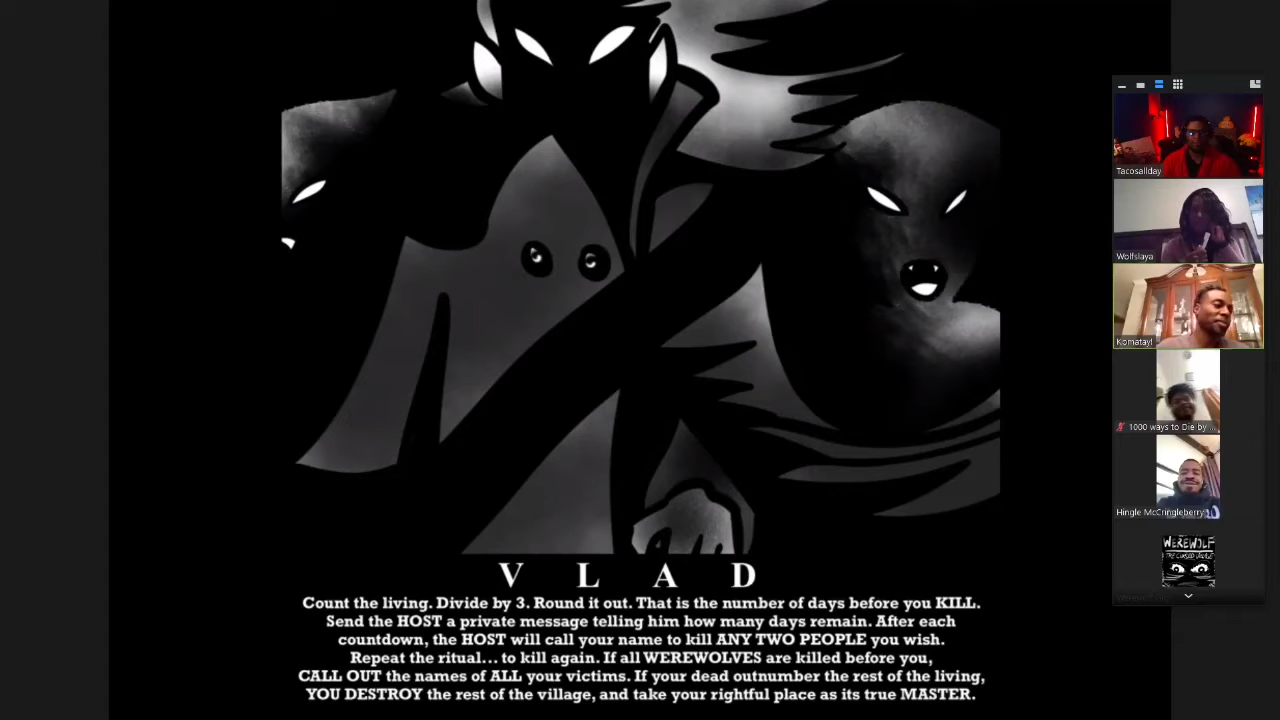 Tacosallday
Wolfslaya
Komatayl
1000 ways to Die by ...
Hingle McCringleberry
WEREWOLF
THE CURSED
V L A D
Count the living. Divide by 3. Round it out. That is the number of days before you KILL.
Send the HOST a private message telling him how many days remain. After each
countdown, the HOST will call your name to kill ANY TWO PEOPLE you wish.
Repeat the ritual... to kill again. If all WEREWOLVES are killed before you,
CALL OUT the names of ALL your victims. If your dead outnumber the rest of the living,
YOU DESTROY the rest of the village, and take your rightful place as its true MASTER.